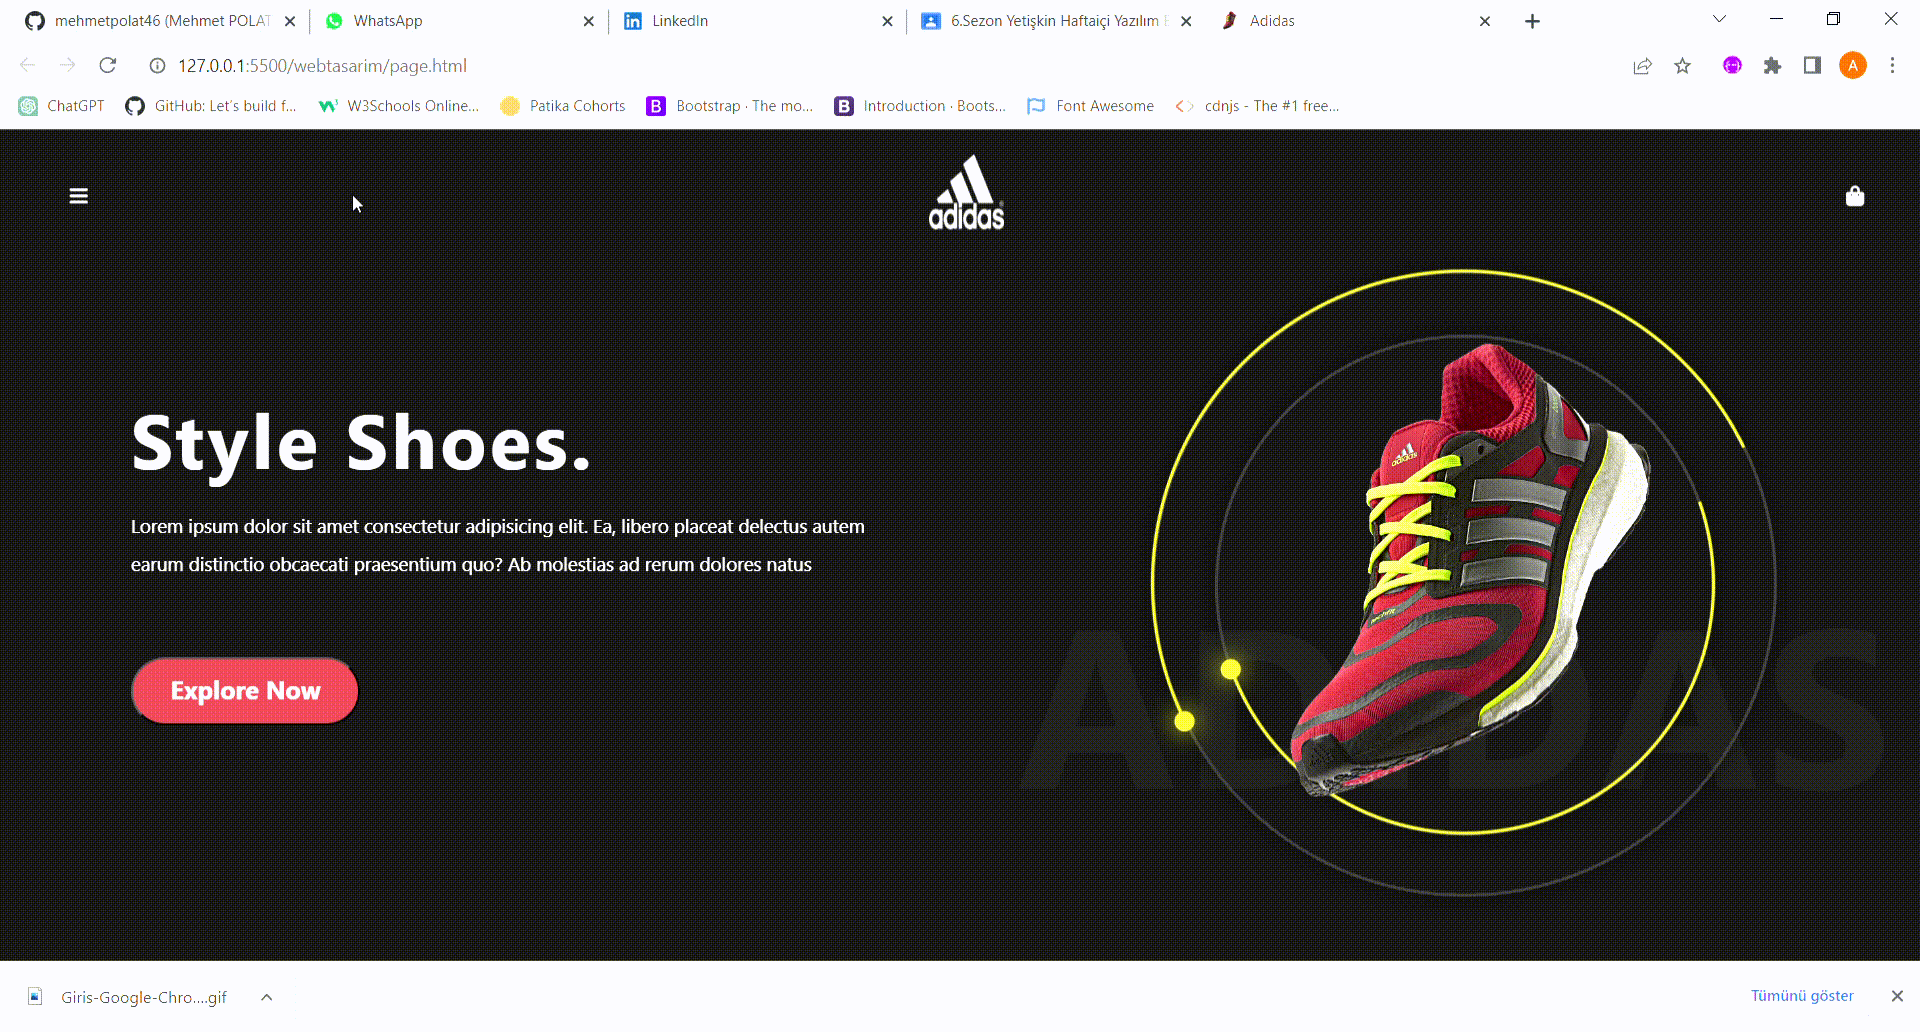 mehmetpolat46 (Mehmet POLAT
WhatsApp
LinkedIn
6.Sezon Yetişkin Haftaiçi Yazılım
Adidas
127.0.0.1:5500/webtasarim/page.html
A
ChatGPT
GitHub: Let's build f...
W3Schools Online...
Patika Cohorts
B
Bootstrap · The mo...
B
Introduction · Boots...
Font Awesome
cdnjs - The #1 free...
adidas
Style Shoes.
Lorem ipsum dolor sit amet consectetur adipisicing elit. Ea, libero placeat delectus autem
earum distinctio obcaecati praesentium quo? Ab molestias ad rerum dolores natus
Explore Now
adidas
ADIDAS
Giris-Google-Chro....gif
Tümünü göster